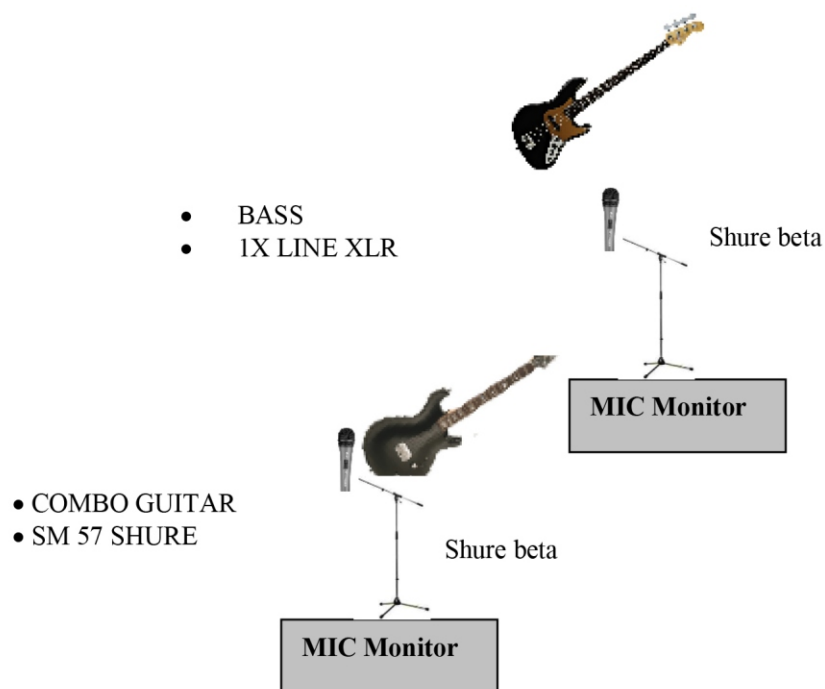 • BASS
• 1X LINE XLR
Shure beta
MIC Monitor
• COMBO GUITAR
• SM 57 SHURE
Shure beta
MIC Monitor